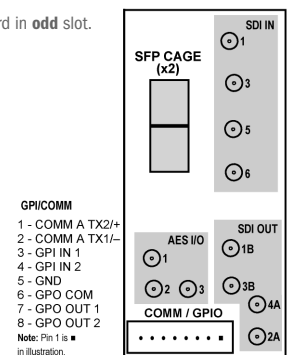 rd in odd slot.
SDI IN
1
SFP CAGE
(x2)
3
5
6
GPI/COMM
1 - COMM A TX2/+
2 - COMM A TX1/–
3 - GPI IN 1
4 - GPI IN 2
5 - GND
6 - GPO COM
7 - GPO OUT 1
8 - GPO OUT 2
Note: Pin 1 is ■
in illustration.
AES I/O
1
2
3
SDI OUT
1B
3B
4A
2A
COMM / GPIO